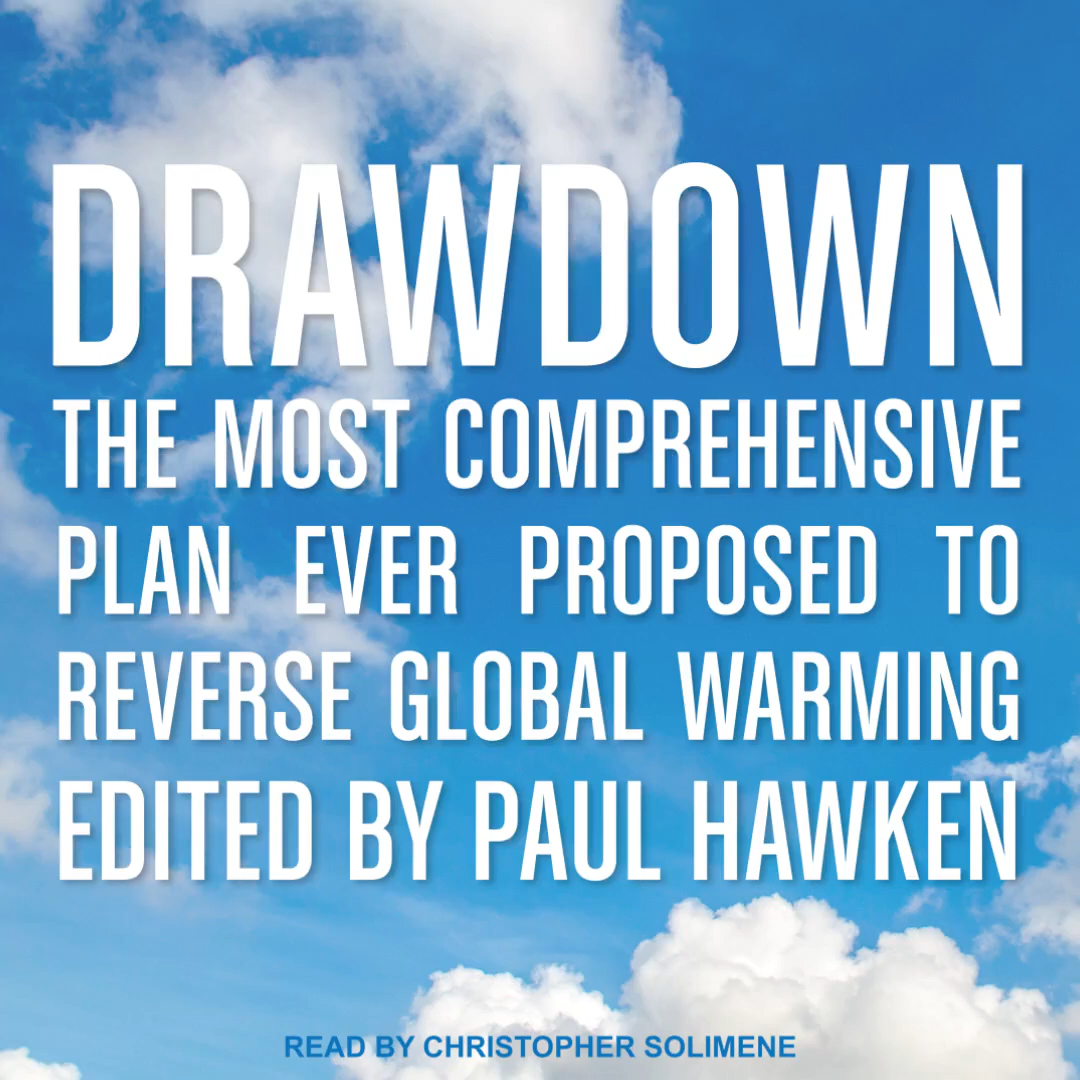 DRAWDOWN
THE MOST COMPREHENSIVE
PLAN EVER PROPOSED TO
REVERSE GLOBAL WARMING
EDITED BY PAUL HAWKEN
READ BY CHRISTOPHER SOLIMENE